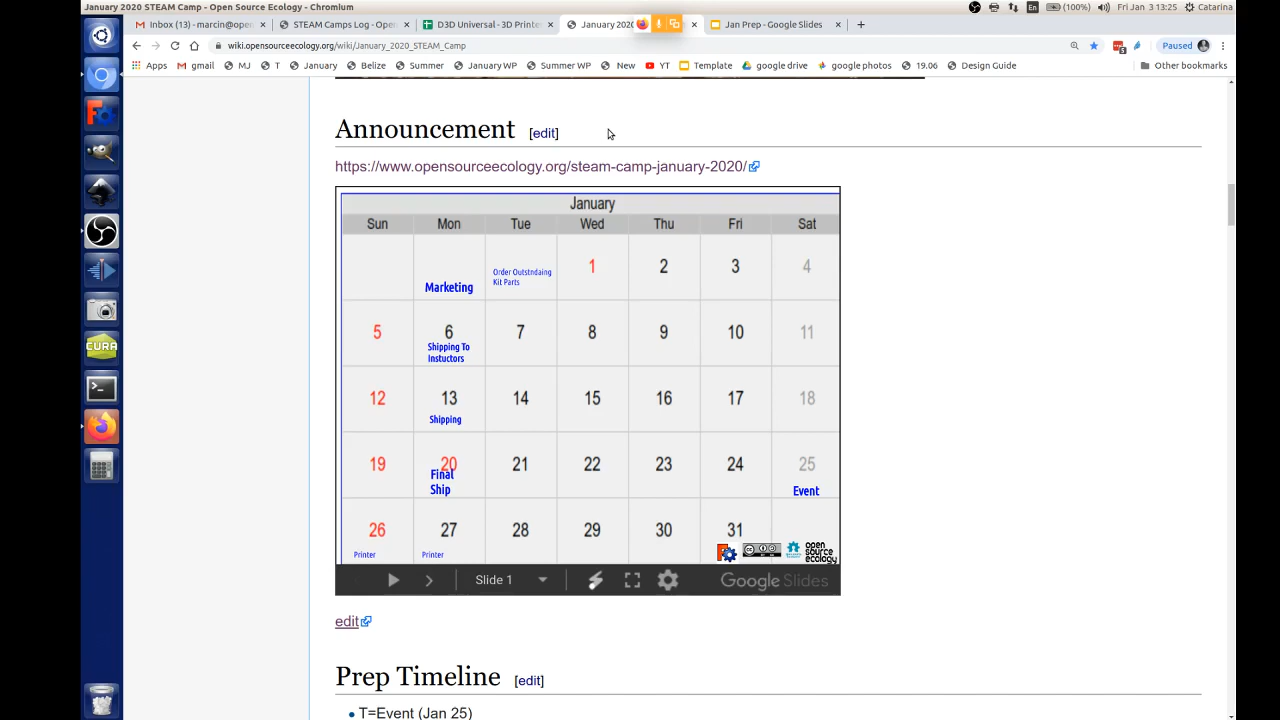 January 2020 STEAM Camp - Open Source Ecology - Chromium
En (100%) Fri Jan 3 13:25 Catarina
Inbox (13) - marcin@open
STEAM Camps Log - Open S
D3D Universal - 3D Printer
January 2020
Jan Prep - Google Slides
wiki.opensourceecology.org/wiki/January_2020_STEAM_Camp
Paused
Apps gmail MJ T January Belize Summer January WP Summer WP New YT Template google drive google photos 19.06 Design Guide Other bookmarks
Announcement [edit]
https://www.opensourceecology.org/steam-camp-january-2020/
January
Sun Mon Tue Wed Thu Fri Sat
1 2 3 4
Marketing
Order Outstndaing
Kit Parts
5 6 7 8 9 10 11
Shipping To
Instuctors
12 13 14 15 16 17 18
Shipping
19 20 21 22 23 24 25
Final
Ship
Event
26 27 28 29 30 31
Printer Printer
open
source
ecology
Slide 1
Google Slides
edit
Prep Timeline [edit]
T=Event (Jan 25)
CURA